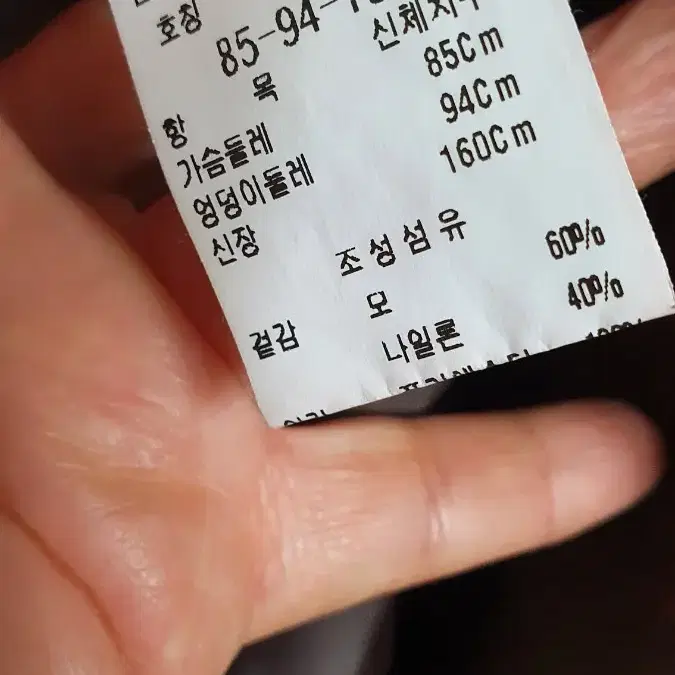 호칭 85-94-
신체치수
항 목
가슴둘레 85Cm
엉덩이둘레 94Cm
신장 160Cm
조성섬유
겉감 모 60%
나일론 40%